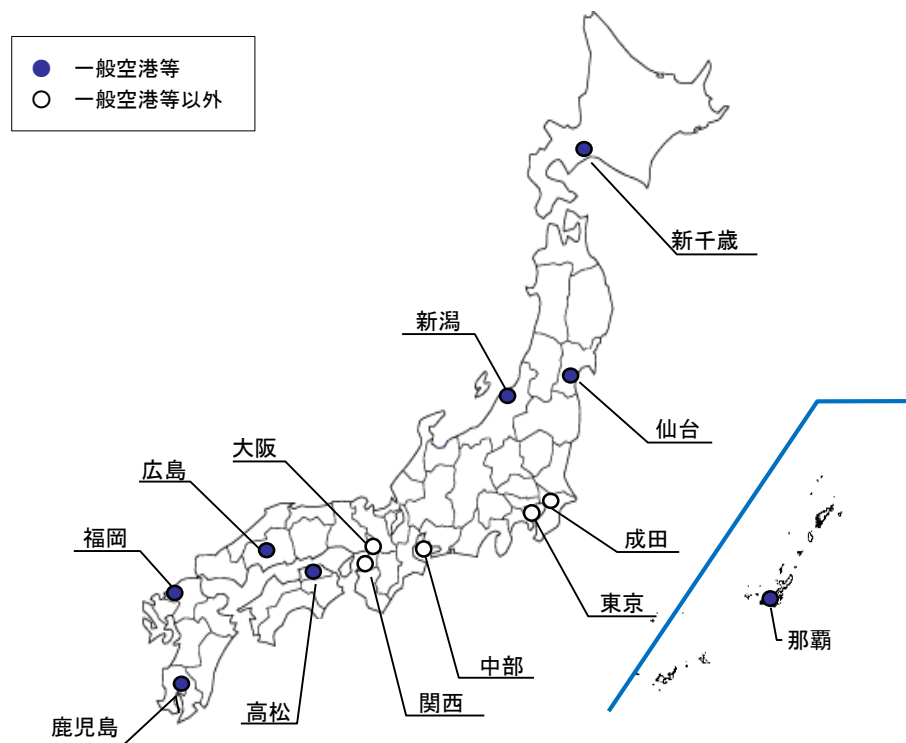 一般空港等
一般空港等以外
新千歳
新潟
仙台
大阪
広島
福岡
成田
東京
那覇
中部
関西
高松
鹿児島